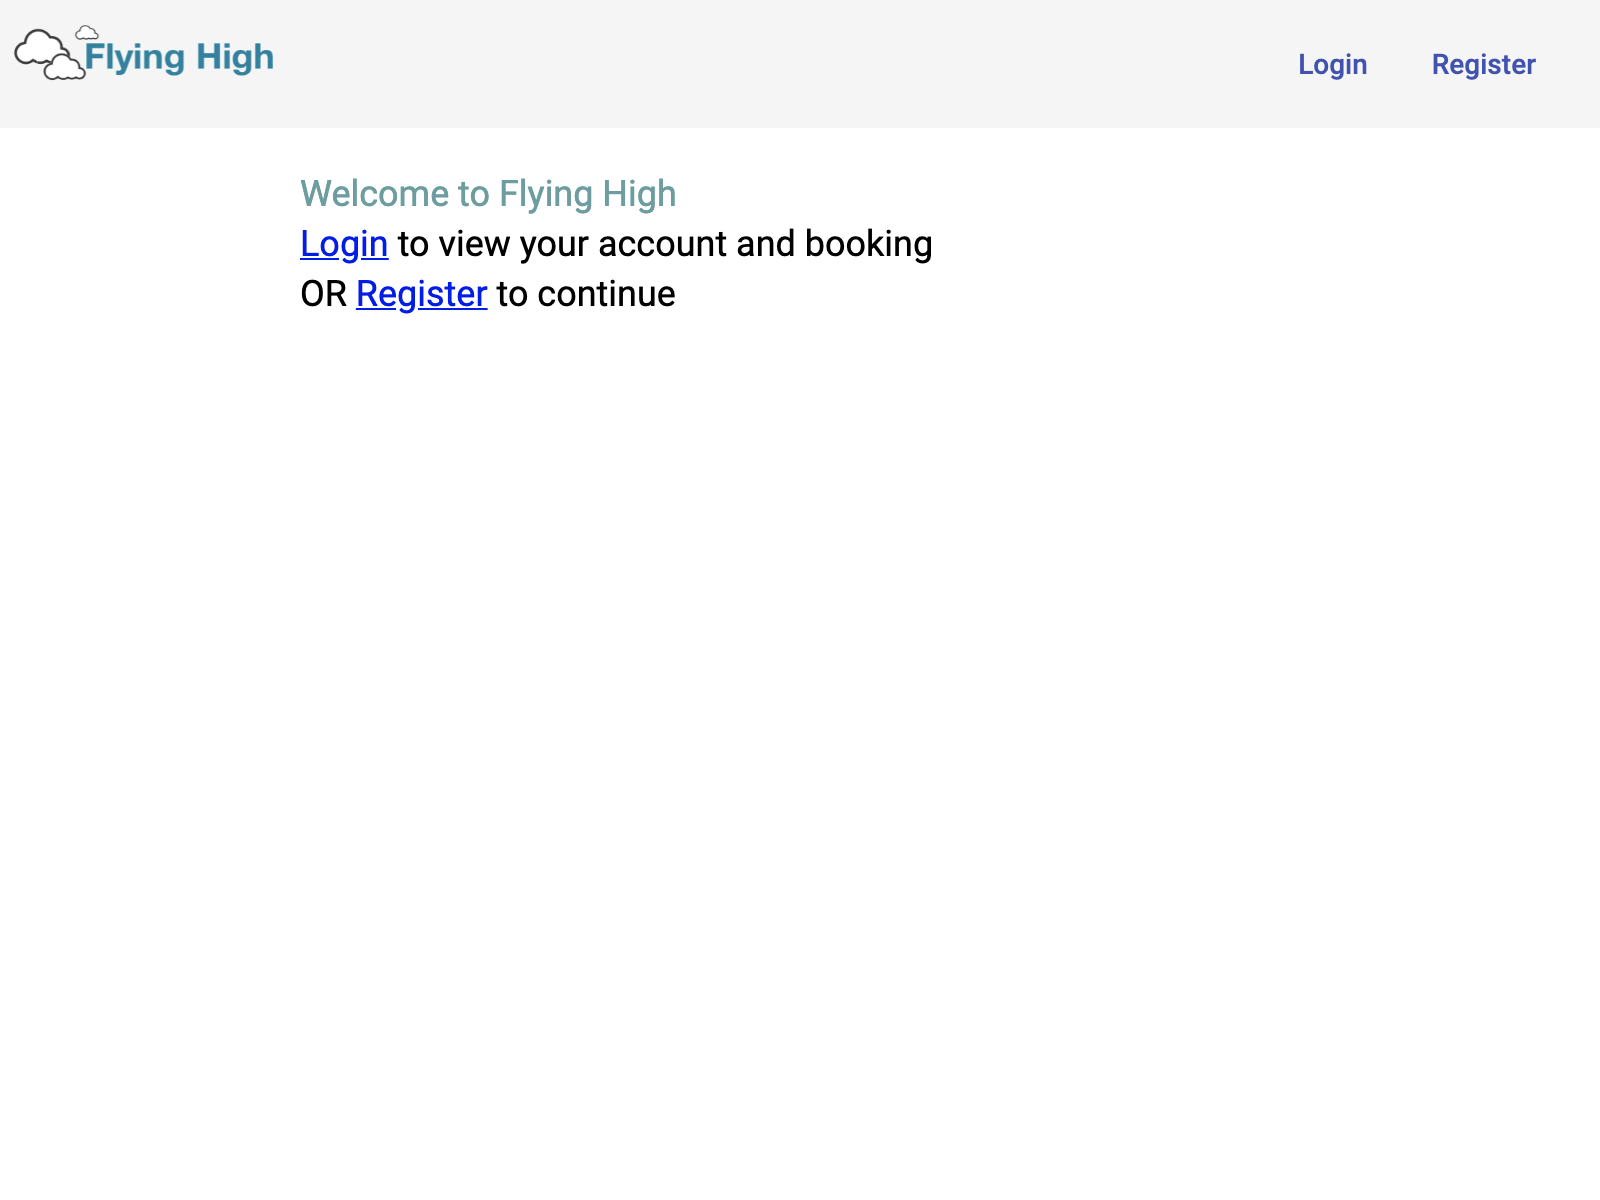 Flying High
Login Register
Welcome to Flying High
Login to view your account and booking
OR Register to continue